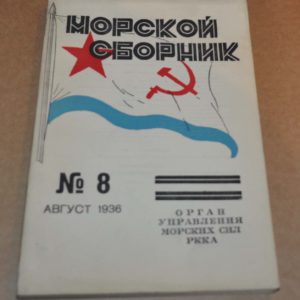 МОРСКОЙ
СБОРНИК
№ 8
АВГУСТ 1936
ОРГАН
УПРАВЛЕНИЯ
МОРСКИХ СИЛ
РККА